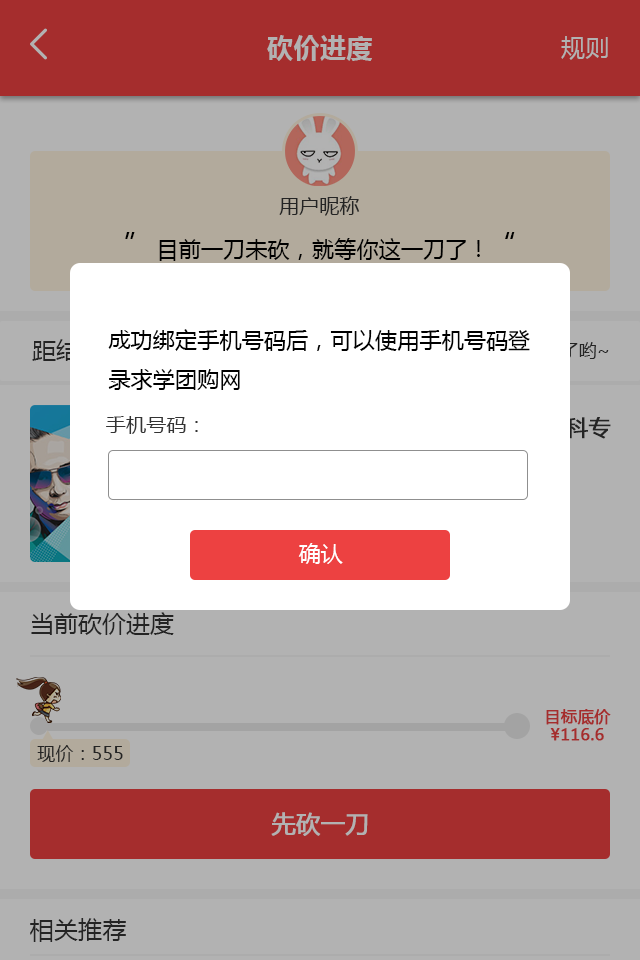 砍价进度
规则
用户昵称
” 目前一刀未砍，就等你这一刀了！ “
成功绑定手机号码后，可以使用手机号码登
录求学团购网
手机号码：
确认
距结
了哟~
科专
当前砍价进度
目标底价
¥116.6
现价：555
先砍一刀
相关推荐